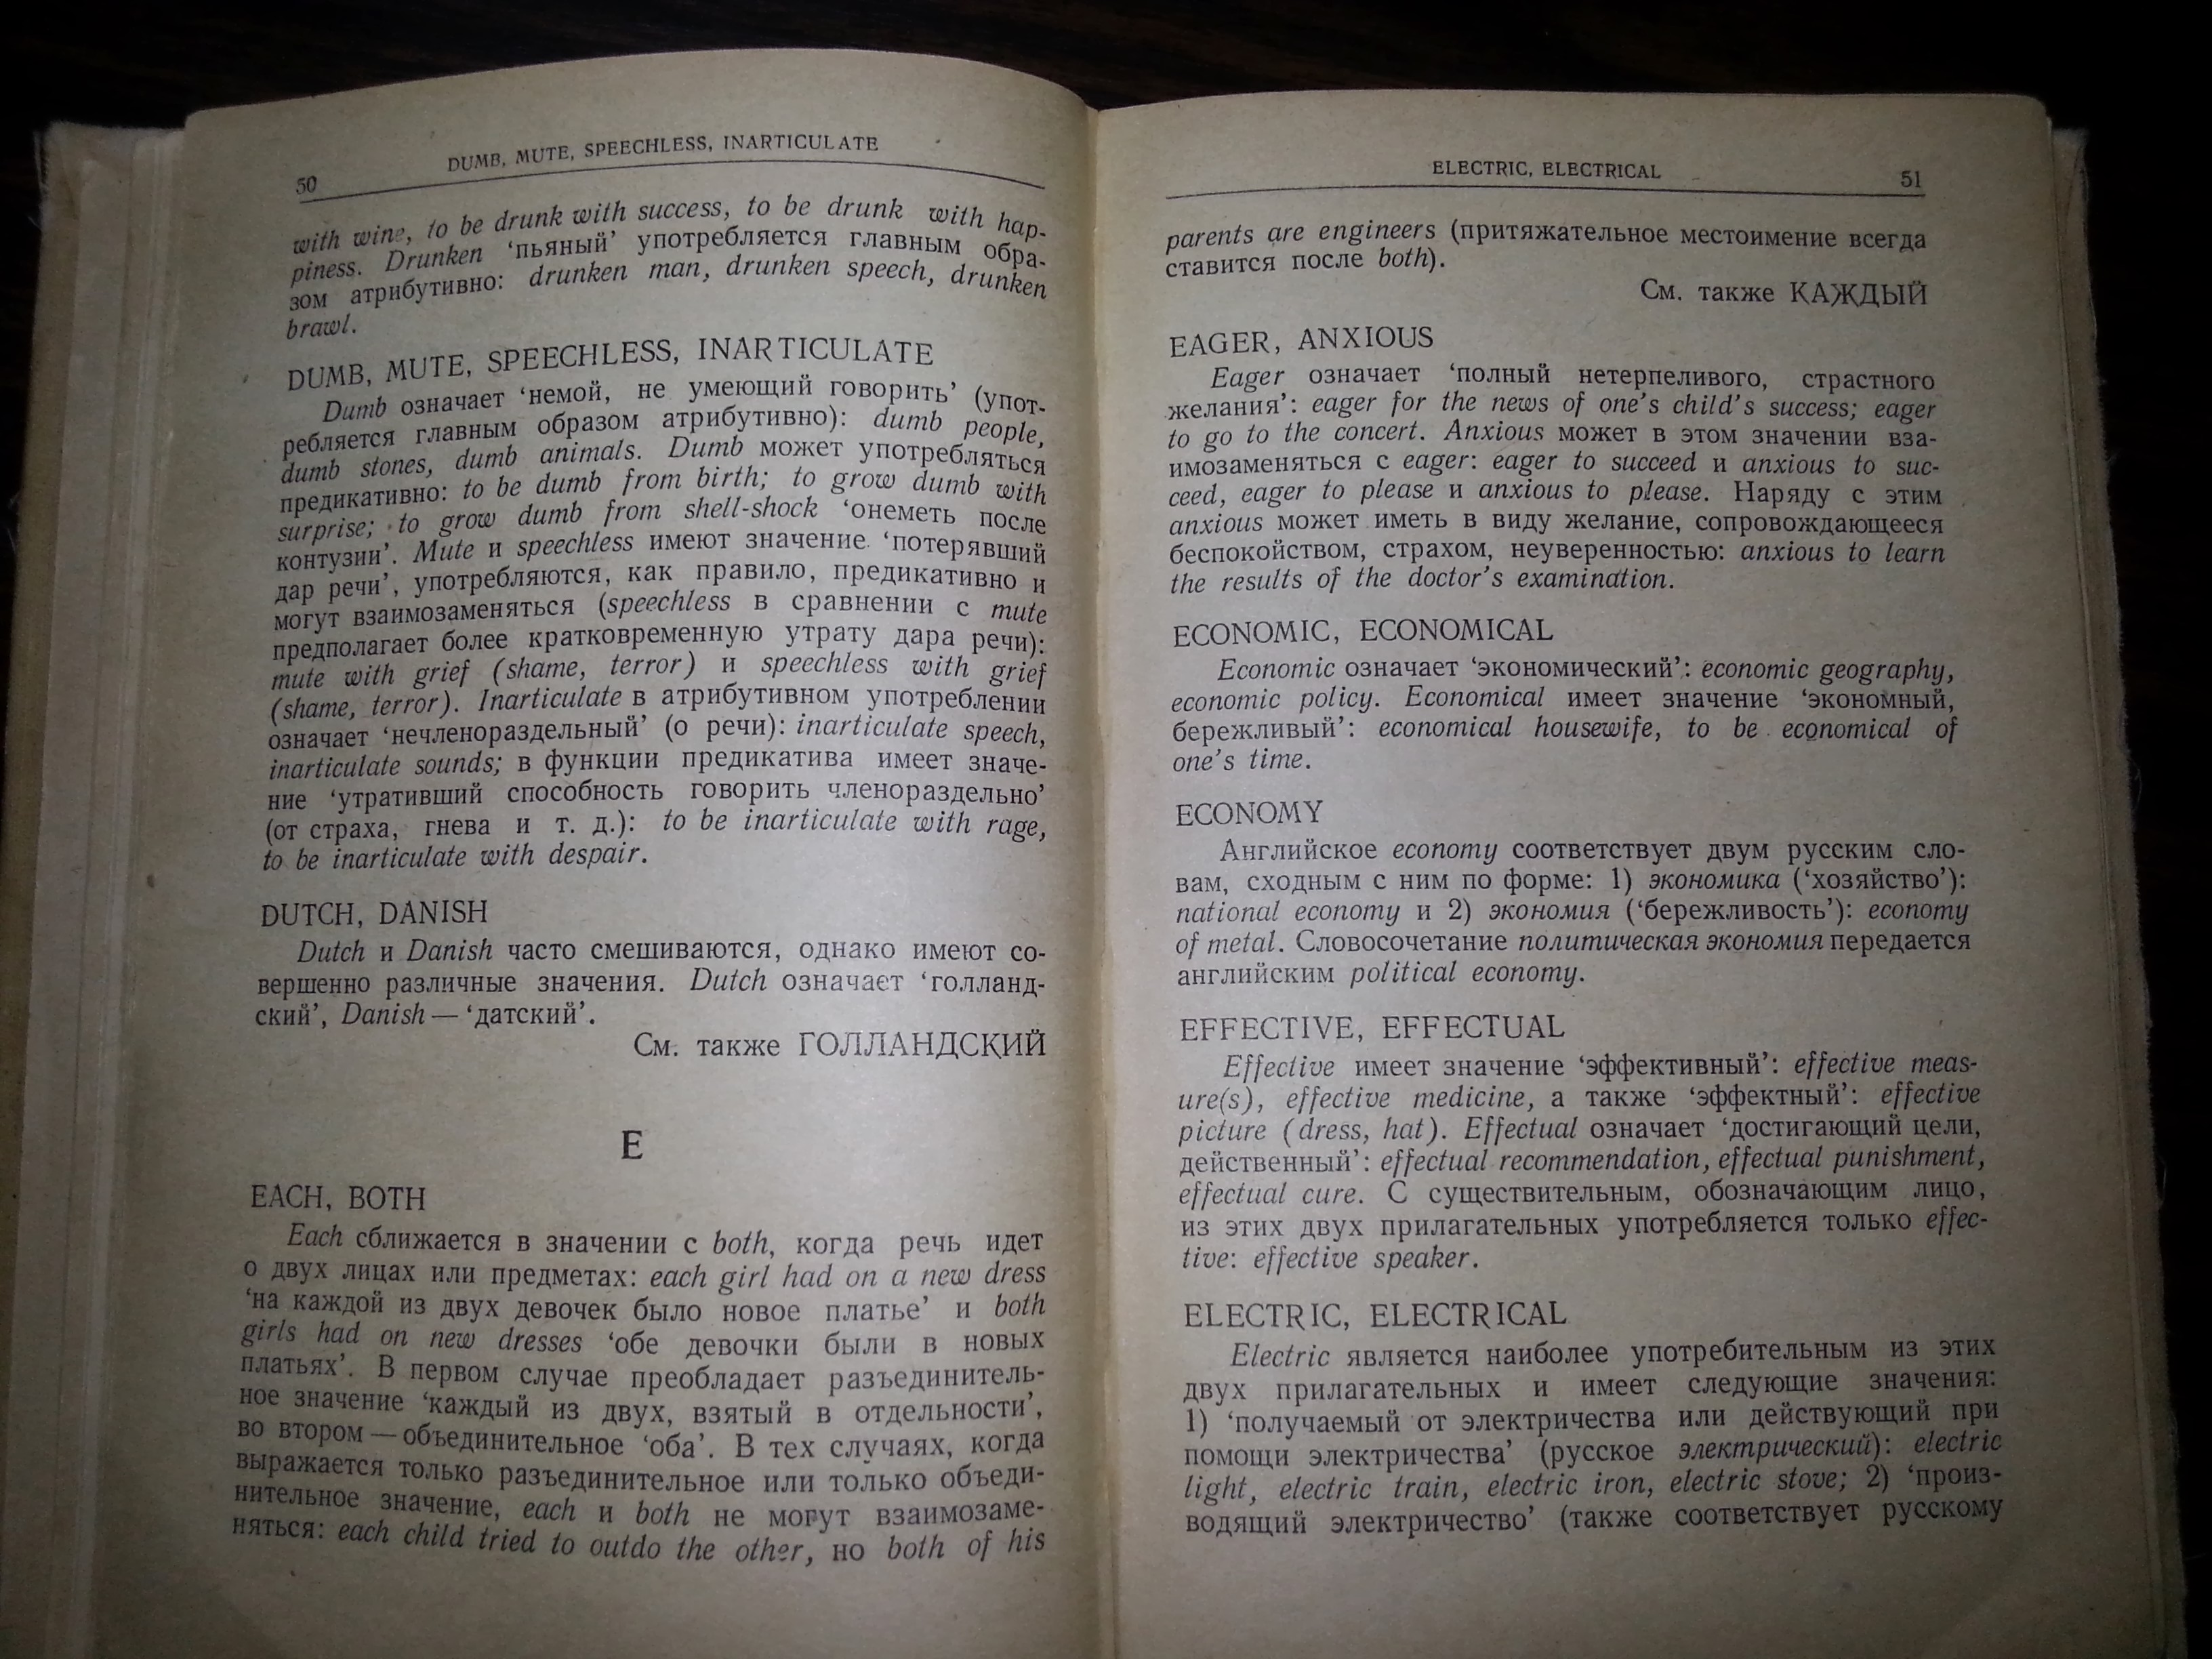 50
DUMB, MUTE, SPEECHLESS, INARTICULATE
with wine, to be drunk with success, to be drunk with hap-
piness. Drunken ‘пьяный’ употребляется главным обра-
зом атрибутивно: drunken man, drunken speech, drunken
brawl.
DUMB, MUTE, SPEECHLESS, INARTICULATE
Dumb означает ‘немой, не умеющий говорить’ (упот-
ребляется главным образом атрибутивно): dumb people,
dumb stones, dumb animals. Dumb может употребляться
предикативно: to be dumb from birth; to grow dumb with
surprise; to grow dumb from shell-shock ‘онеметь после
контузии’. Mute и speechless имеют значение ‘потерявший
дар речи’, употребляются, как правило, предикативно и
могут взаимозаменяться (speechless в сравнении с mute
предполагает более кратковременную утрату дара речи):
mute with grief (shame, terror) и speechless with grief
(shame, terror). Inarticulate в атрибутивном употреблении
означает ‘нечленораздельный’ (о речи): inarticulate speech,
inarticulate sounds; в функции предикатива имеет значе-
ние ‘утративший способность говорить членораздельно’
(от страха, гнева и т. д.): to be inarticulate with rage,
to be inarticulate with despair.
DUTCH, DANISH
Dutch и Danish часто смешиваются, однако имеют со-
вершенно различные значения. Dutch означает ‘голланд-
ский’, Danish — ‘датский’.
См. также ГОЛЛАНДСКИЙ
E
EACH, BOTH
Each сближается в значении с both, когда речь идет
о двух лицах или предметах: each girl had on a new dress
‘на каждой из двух девочек было новое платье’ и both
girls had on new dresses ‘обе девочки были в новых
платьях’. В первом случае преобладает разъединитель-
ное значение ‘каждый из двух, взятый в отдельности’,
во втором — объединительное ‘оба’. В тех случаях, когда
выражается только разъединительное или только объеди-
нительное значение, each и both не могут взаимозаме-
няться: each child tried to outdo the other, но both of his
ELECTRIC, ELECTRICAL
51
parents are engineers (притяжательное местоимение всегда
ставится после both).
См. также КАЖДЫЙ
EAGER, ANXIOUS
Eager означает ‘полный нетерпеливого, страстного
желания’: eager for the news of one’s child’s success; eager
to go to the concert. Anxious может в этом значении вза-
имозаменяться с eager: eager to succeed и anxious to suc-
ceed, eager to please и anxious to please. Наряду с этим
anxious может иметь в виду желание, сопровождающееся
беспокойством, страхом, неуверенностью: anxious to learn
the results of the doctor’s examination.
ECONOMIC, ECONOMICAL
Economic означает ‘экономический’: economic geography,
economic policy. Economical имеет значение ‘экономный,
бережливый’: economical housewife, to be economical of
one’s time.
ECONOMY
Английское economy соответствует двум русским сло-
вам, сходным с ним по форме: 1) экономика (‘хозяйство’):
national economy и 2) экономия (‘бережливость’): economy
of metal. Словосочетание политическая экономия передается
английским political economy.
EFFECTIVE, EFFECTUAL
Effective имеет значение ‘эффективный’: effective meas-
ure(s), effective medicine, а также ‘эффектный’: effective
picture (dress, hat). Effectual означает ‘достигающий цели,
действенный’: effectual recommendation, effectual punishment,
effectual cure. С существительным, обозначающим лицо,
из этих двух прилагательных употребляется только effec-
tive: effective speaker.
ELECTRIC, ELECTRICAL
Electric является наиболее употребительным из этих
двух прилагательных и имеет следующие значения:
1) ‘получаемый от электричества или действующий при
помощи электричества’ (русское электрический): electric
light, electric train, electric iron, electric stove; 2) ‘произ-
водящий электричество’ (также соответствует русскому